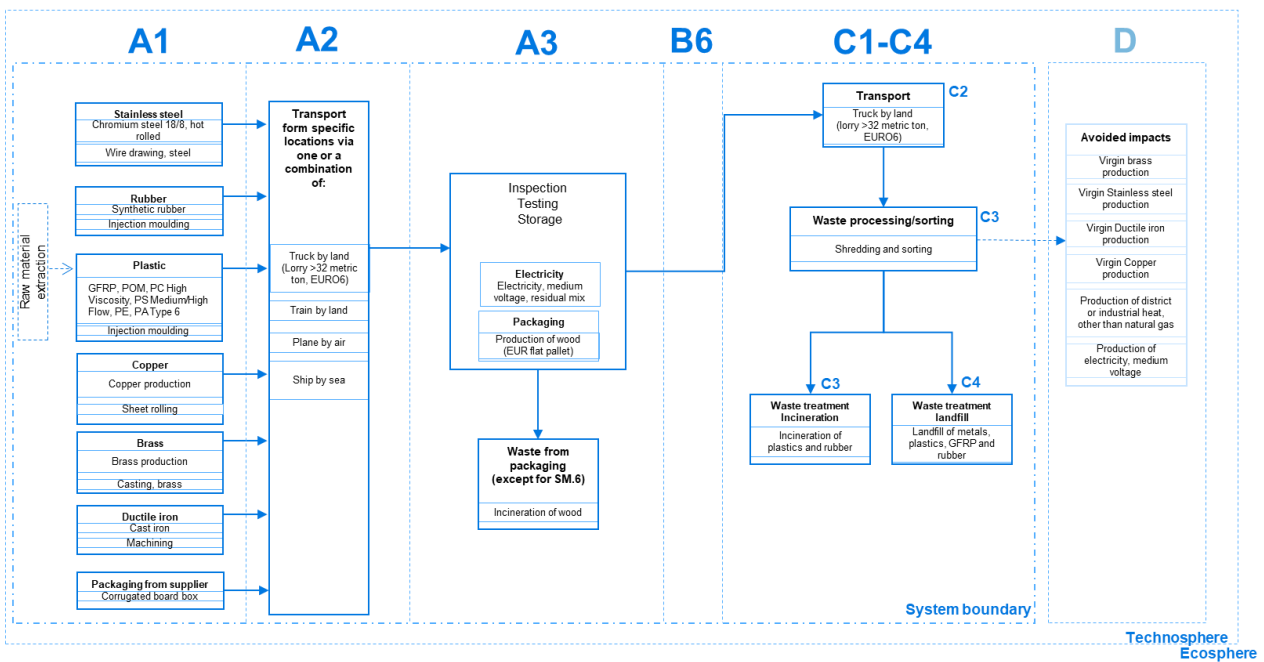 A1
A2
A3
B6
C1-C4
D
Raw material
extraction
Stainless steel
Chromium steel 18/8, hot
rolled
Wire drawing, steel
Rubber
Synthetic rubber
Injection moulding
Plastic
GFRP, POM, PC High
Viscosity, PS Medium/High
Flow, PE, PA Type 6
Injection moulding
Copper
Copper production
Sheet rolling
Brass
Brass production
Casting, brass
Ductile iron
Cast iron
Machining
Packaging from supplier
Corrugated board box
Transport
form specific
locations via
one or a
combination
of:
Truck by land
(Lorry >32 metric
ton, EURO6)
Train by land
Plane by air
Ship by sea
Inspection
Testing
Storage
Electricity
Electricity, medium
voltage, residual mix
Packaging
Production of wood
(EUR flat pallet)
Waste from
packaging
(except for SM.6)
Incineration of wood
C2
Transport
Truck by land
(lorry >32 metric ton,
EURO6)
C3
Waste processing/sorting
Shredding and sorting
C3
Waste treatment
Incineration
Incineration of
plastics and rubber
C4
Waste treatment
landfill
Landfill of metals,
plastics, GFRP and
rubber
Avoided impacts
Virgin brass
production
Virgin Stainless steel
production
Virgin Ductile iron
production
Virgin Copper
production
Production of district
or industrial heat,
other than natural gas
Production of
electricity, medium
voltage
System boundary
Technosphere
Ecosphere